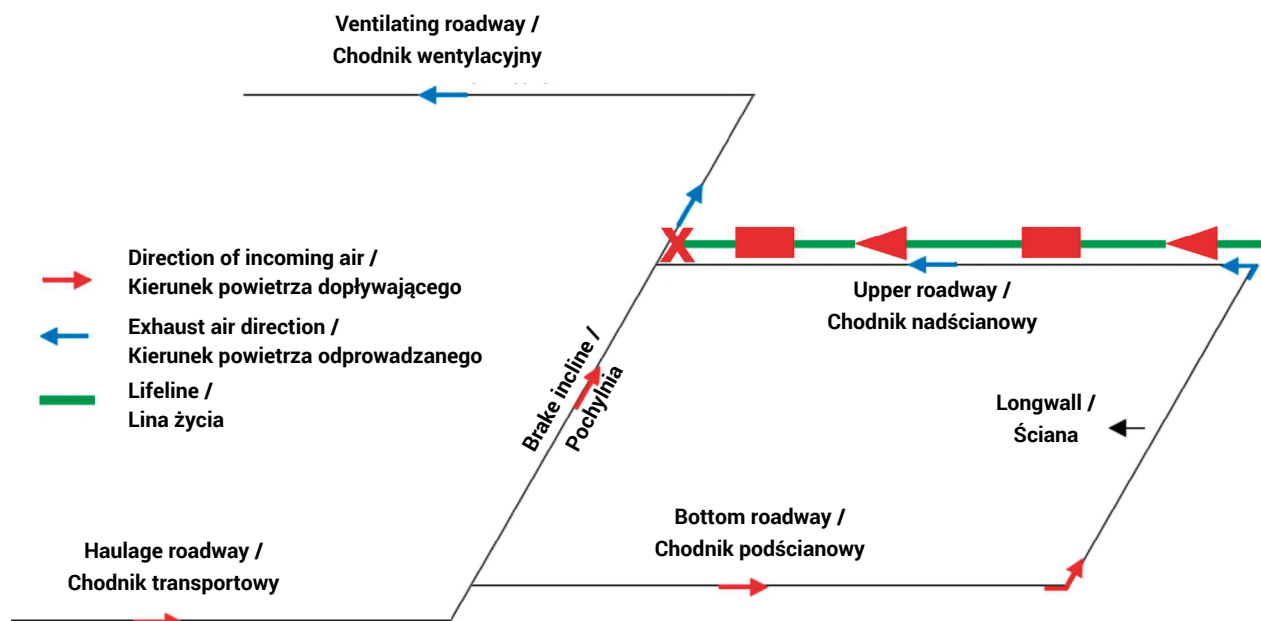 Ventilating roadway /
Chodnik wentylacyjny
Direction of incoming air /
Kierunek powietrza dopływającego
Exhaust air direction /
Kierunek powietrza odprowadzanego
Lifeline /
Lina życia
X
Upper roadway /
Chodnik nadścianowy
Brake incline /
Pochylnia
Longwall /
Ściana
Bottom roadway /
Chodnik podścianowy
Haulage roadway /
Chodnik transportowy